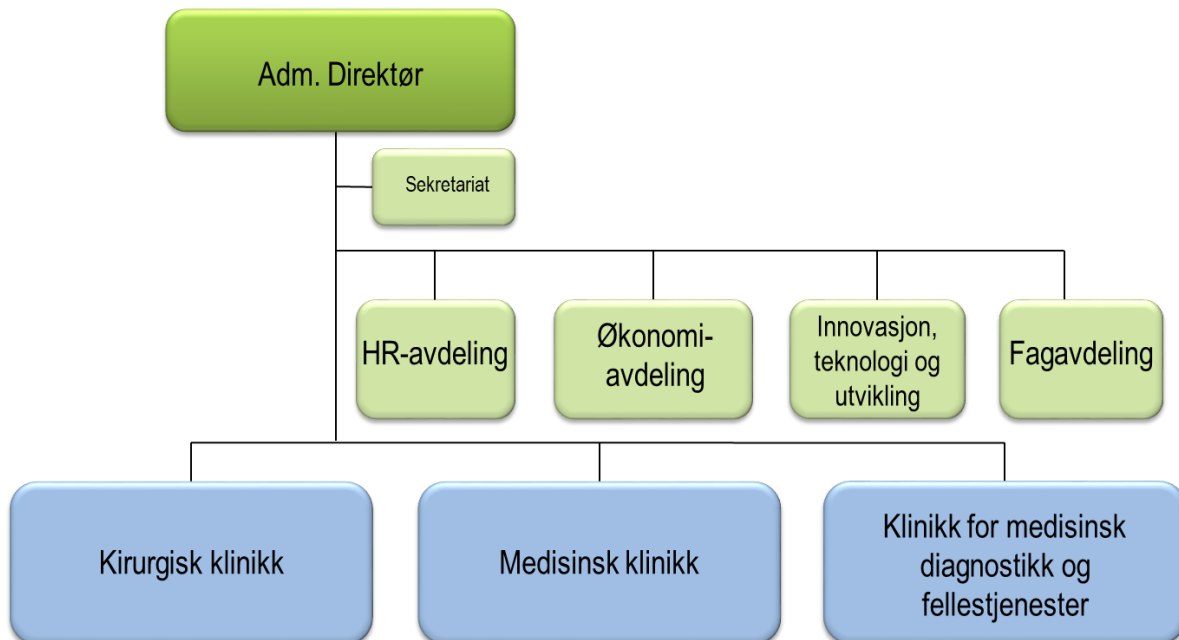 Adm. Direktør
Sekretariat
HR-avdeling
Økonomi-
avdeling
Innovasjon,
teknologi og
utvikling
Fagavdeling
Kirurgisk klinikk
Medisinsk klinikk
Klinikk for medisinsk
diagnostikk og
fellestjenester